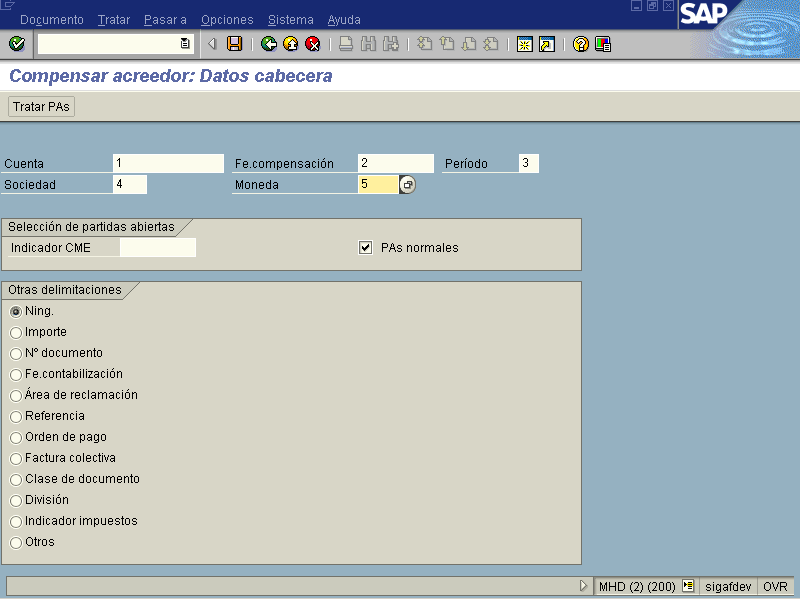 Documento Tratar Pasar a Opciones Sistema Ayuda
SAP
Compensar acreedor: Datos cabecera
Tratar PAs
Cuenta 1 Fe.compensación 2 Período 3
Sociedad 4 Moneda 5
Selección de partidas abiertas
Indicador CME PAs normales
Otras delimitaciones
Ning.
Importe
Nº documento
Fe.contabilización
Área de reclamación
Referencia
Orden de pago
Factura colectiva
Clase de documento
División
Indicador impuestos
Otros
MHD (2) (200) sigafdev OVR